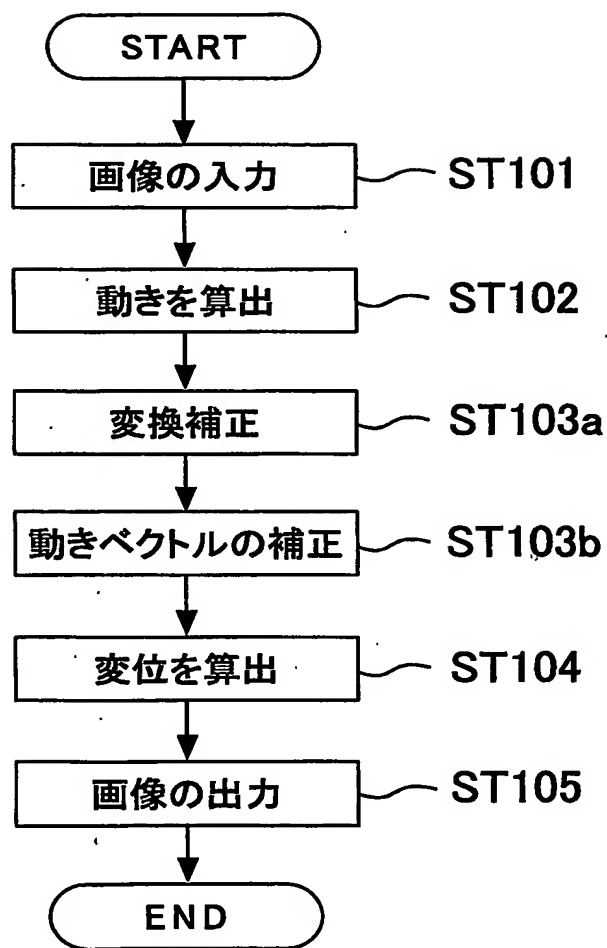 START
画像の入力 ST101
動きを算出 ST102
変換補正 ST103a
動きベクトルの補正 ST103b
変位を算出 ST104
画像の出力 ST105
END